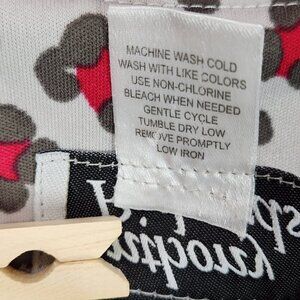 MACHINE WASH COLD
WASH WITH LIKE COLORS
USE NON-CHLORINE
BLEACH WHEN NEEDED
GENTLE CYCLE
TUMBLE DRY LOW
REMOVE PROMPTLY
LOW IRON